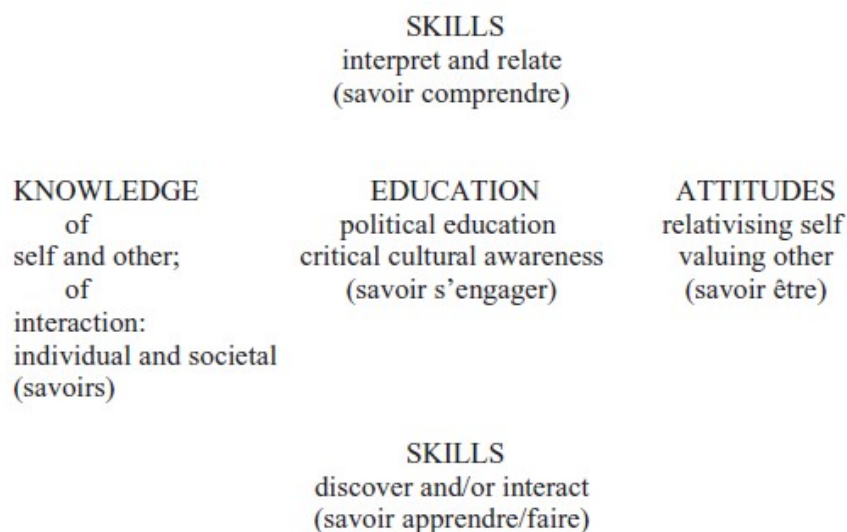 SKILLS
interpret and relate
(savoir comprendre)
KNOWLEDGE
of
self and other;
of
interaction:
individual and societal
(savoirs)
EDUCATION
political education
critical cultural awareness
(savoir s’engager)
ATTITUDES
relativising self
valuing other
(savoir être)
SKILLS
discover and/or interact
(savoir apprendre/faire)